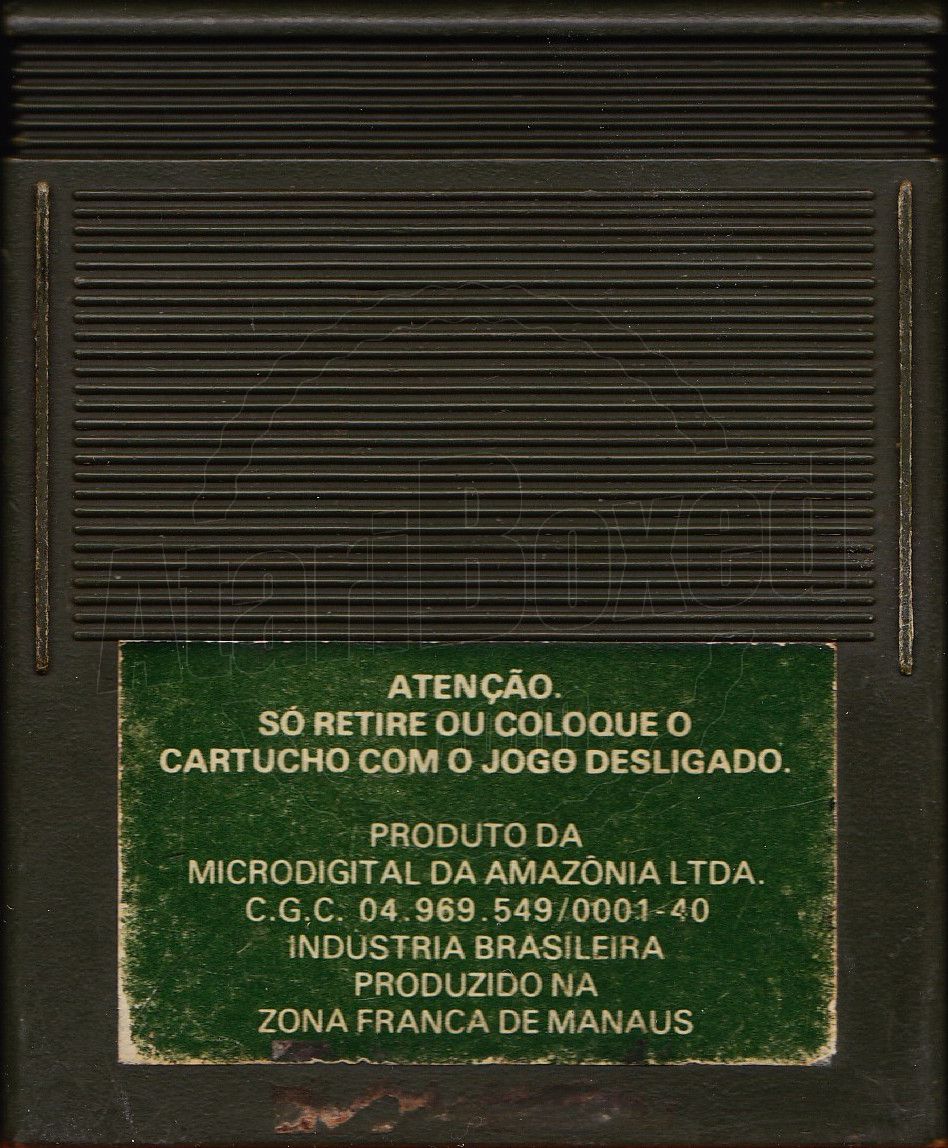 AtariBoxed
ATENÇÃO.
SÓ RETIRE OU COLOQUE O
CARTUCHO COM O JOGO DESLIGADO.
PRODUTO DA
MICRODIGITAL DA AMAZÔNIA LTDA.
C.G.C. 04.969.549/0001-40
INDUSTRIA BRASILEIRA
PRODUZIDO NA
ZONA FRANCA DE MANAUS